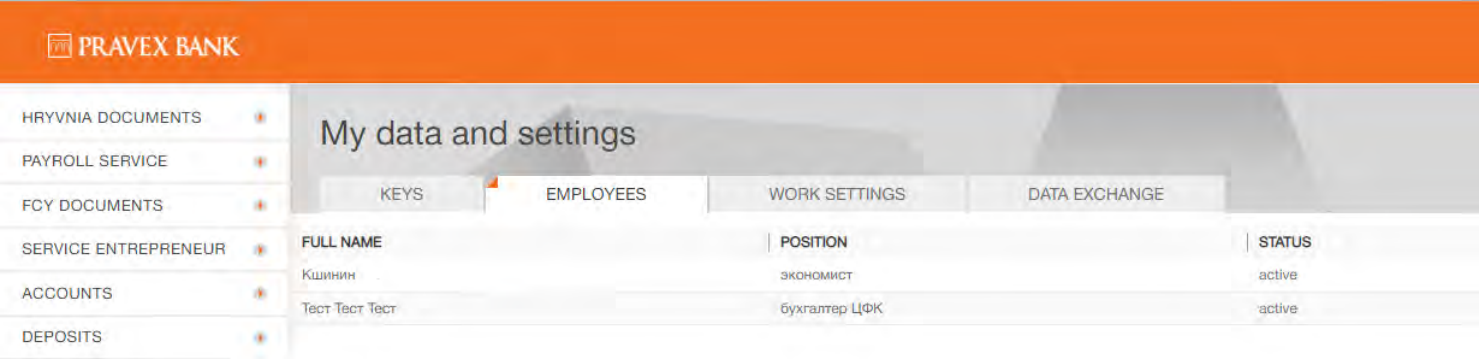 PRAVEX BANK
HRYVNIA DOCUMENTS
PAYROLL SERVICE
FCY DOCUMENTS
SERVICE ENTREPRENEUR
ACCOUNTS
DEPOSITS
My data and settings
KEYS EMPLOYEES WORK SETTINGS DATA EXCHANGE
FULL NAME POSITION STATUS
Кшинин экономист active
Тест Тест Тест бухгалтер ЦФК active